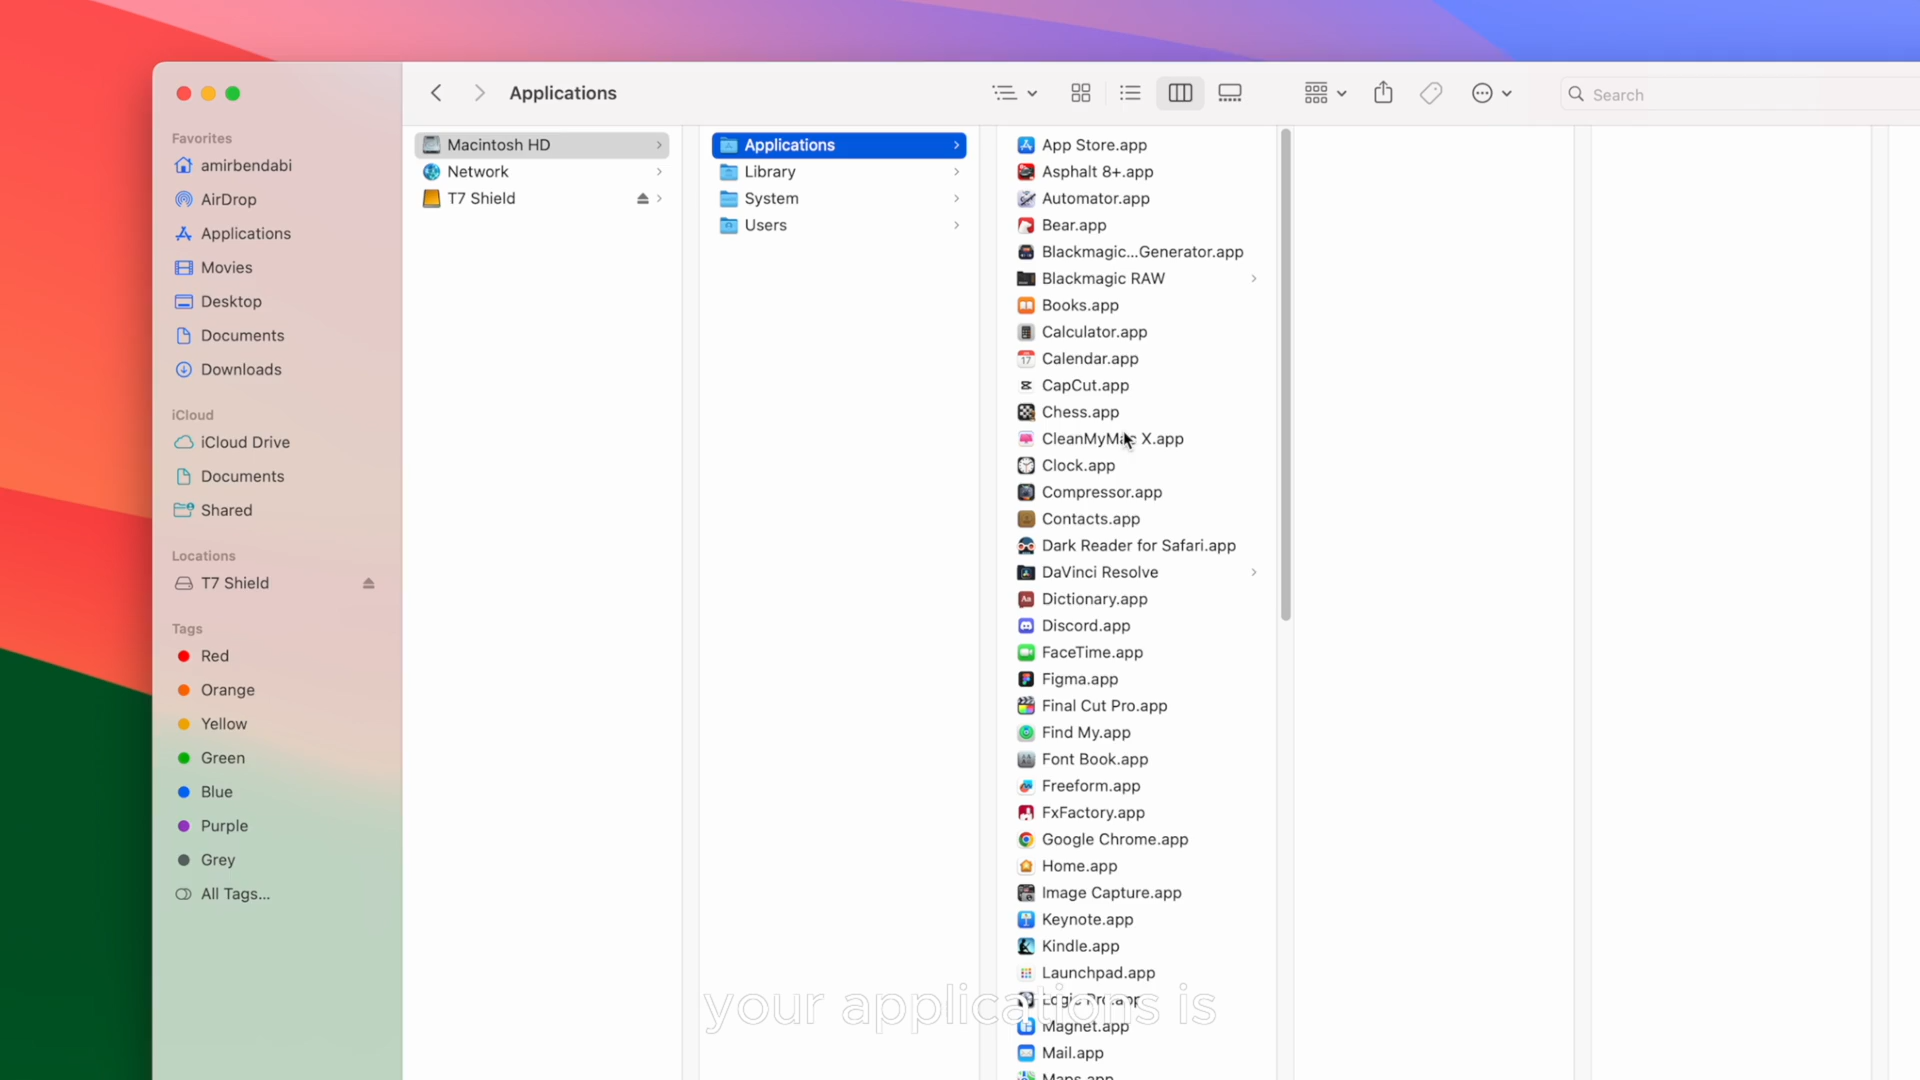 Applications
Search
Favorites
amirbendabi
AirDrop
Applications
Movies
Desktop
Documents
Downloads
iCloud
iCloud Drive
Documents
Shared
Locations
T7 Shield
Tags
Red
Orange
Yellow
Green
Blue
Purple
Grey
All Tags...
Macintosh HD
Network
T7 Shield
Applications
Library
System
Users
App Store.app
Asphalt 8+.app
Automator.app
Bear.app
Blackmagic...Generator.app
Blackmagic RAW
Books.app
Calculator.app
Calendar.app
CapCut.app
Chess.app
CleanMyMac X.app
Clock.app
Compressor.app
Contacts.app
Dark Reader for Safari.app
DaVinci Resolve
Dictionary.app
Discord.app
FaceTime.app
Figma.app
Final Cut Pro.app
Find My.app
Font Book.app
Freeform.app
FxFactory.app
Google Chrome.app
Home.app
Image Capture.app
Keynote.app
Kindle.app
Launchpad.app
Logic Pro.app
Magnet.app
Mail.app
Maps.app
your applications is